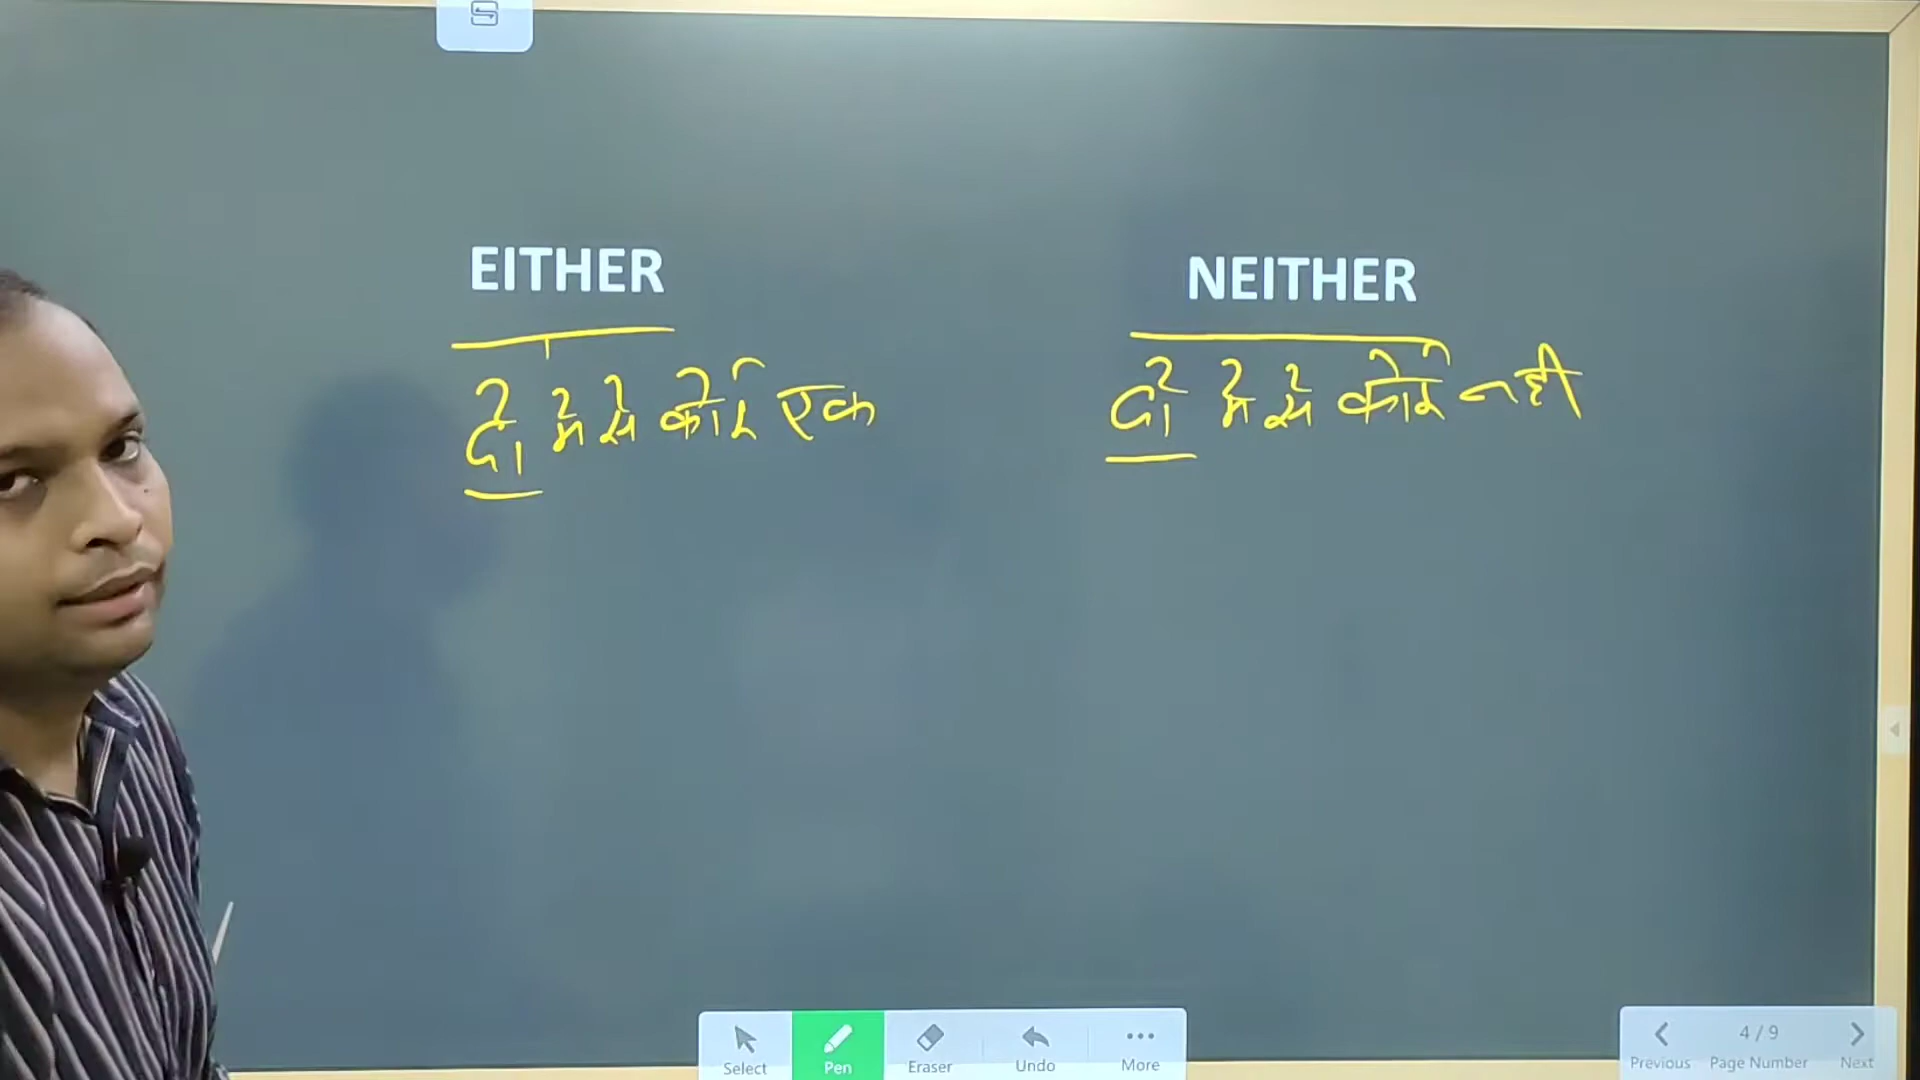 EITHER
NEITHER
दो में से कोई एक
दो में से कोई नही
Select
Pen
Eraser
Undo
More
Previous
4 / 9
Page Number
Next